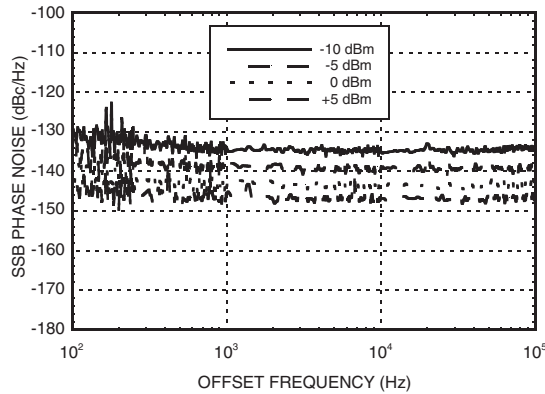 -100
-110
-120
-130
-140
-150
-160
-170
-180
SSB PHASE NOISE (dBc/Hz)
-10 dBm
-5 dBm
0 dBm
+5 dBm
10²
10³
10⁴
10⁵
OFFSET FREQUENCY (Hz)